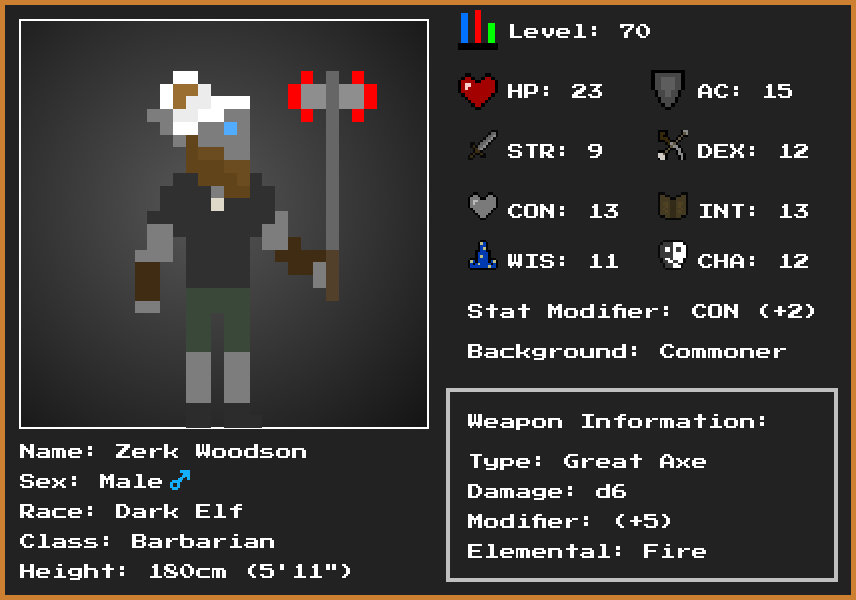 Level: 70
HP: 23
AC: 15
STR: 9
DEX: 12
CON: 13
INT: 13
WIS: 11
CHA: 12
Stat Modifier: CON (+2)
Background: Commoner
Weapon Information:
Type: Great Axe
Damage: d6
Modifier: (+5)
Elemental: Fire
Name: Zerk Woodson
Sex: Male♂
Race: Dark Elf
Class: Barbarian
Height: 180cm (5'11")